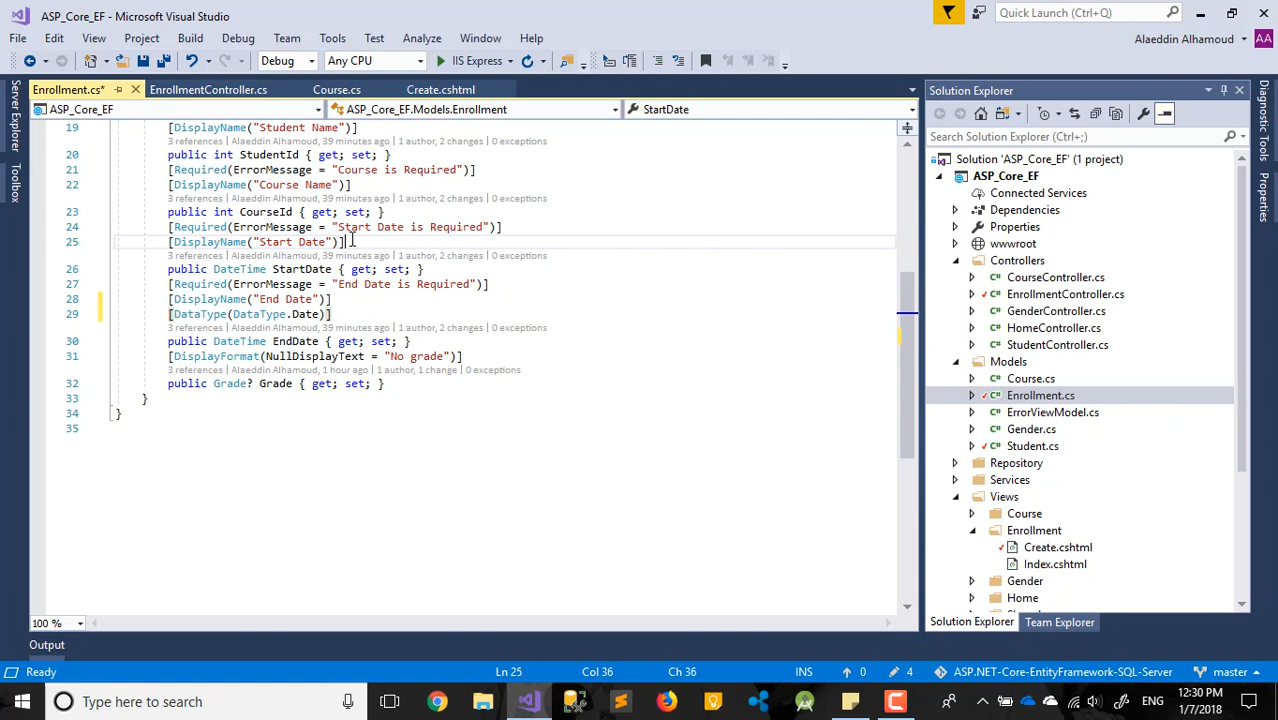 ASP_Core_EF - Microsoft Visual Studio
Quick Launch (Ctrl+Q)
File Edit View Project Build Debug Team Tools Test Analyze Window Help
Alaeddin Alhamoud AA
Debug Any CPU IIS Express
Enrollment.cs* EnrollmentController.cs Course.cs Create.cshtml
ASP_Core_EF ASP_Core_EF.Models.Enrollment StartDate
Server Explorer
Toolbox
19 [DisplayName("Student Name")]
3 references | Alaeddin Alhamoud, 39 minutes ago | 1 author, 2 changes | 0 exceptions
20 public int StudentId { get; set; }
21 [Required(ErrorMessage = "Course is Required")]
22 [DisplayName("Course Name")]
3 references | Alaeddin Alhamoud, 39 minutes ago | 1 author, 2 changes | 0 exceptions
23 public int CourseId { get; set; }
24 [Required(ErrorMessage = "Start Date is Required")]
25 [DisplayName("Start Date")]
3 references | Alaeddin Alhamoud, 39 minutes ago | 1 author, 2 changes | 0 exceptions
26 public DateTime StartDate { get; set; }
27 [Required(ErrorMessage = "End Date is Required")]
28 [DisplayName("End Date")]
29 [DataType(DataType.Date)]
3 references | Alaeddin Alhamoud, 39 minutes ago | 1 author, 2 changes | 0 exceptions
30 public DateTime EndDate { get; set; }
31 [DisplayFormat(NullDisplayText = "No grade")]
3 references | Alaeddin Alhamoud, 1 hour ago | 1 author, 1 change | 0 exceptions
32 public Grade? Grade { get; set; }
33 }
34 }
35
100 %
Solution Explorer
Search Solution Explorer (Ctrl+;)
Solution 'ASP_Core_EF' (1 project)
ASP_Core_EF
Connected Services
Dependencies
Properties
wwwroot
Controllers
CourseController.cs
EnrollmentController.cs
GenderController.cs
HomeController.cs
StudentController.cs
Models
Course.cs
Enrollment.cs
ErrorViewModel.cs
Gender.cs
Student.cs
Repository
Services
Views
Course
Enrollment
Create.cshtml
Index.cshtml
Gender
Home
Solution Explorer Team Explorer
Diagnostic Tools
Properties
Output
Ready Ln 25 Col 36 Ch 36 INS 0 4 ASP.NET-Core-EntityFramework-SQL-Server master
Type here to search
ENG
12:30 PM
1/7/2018